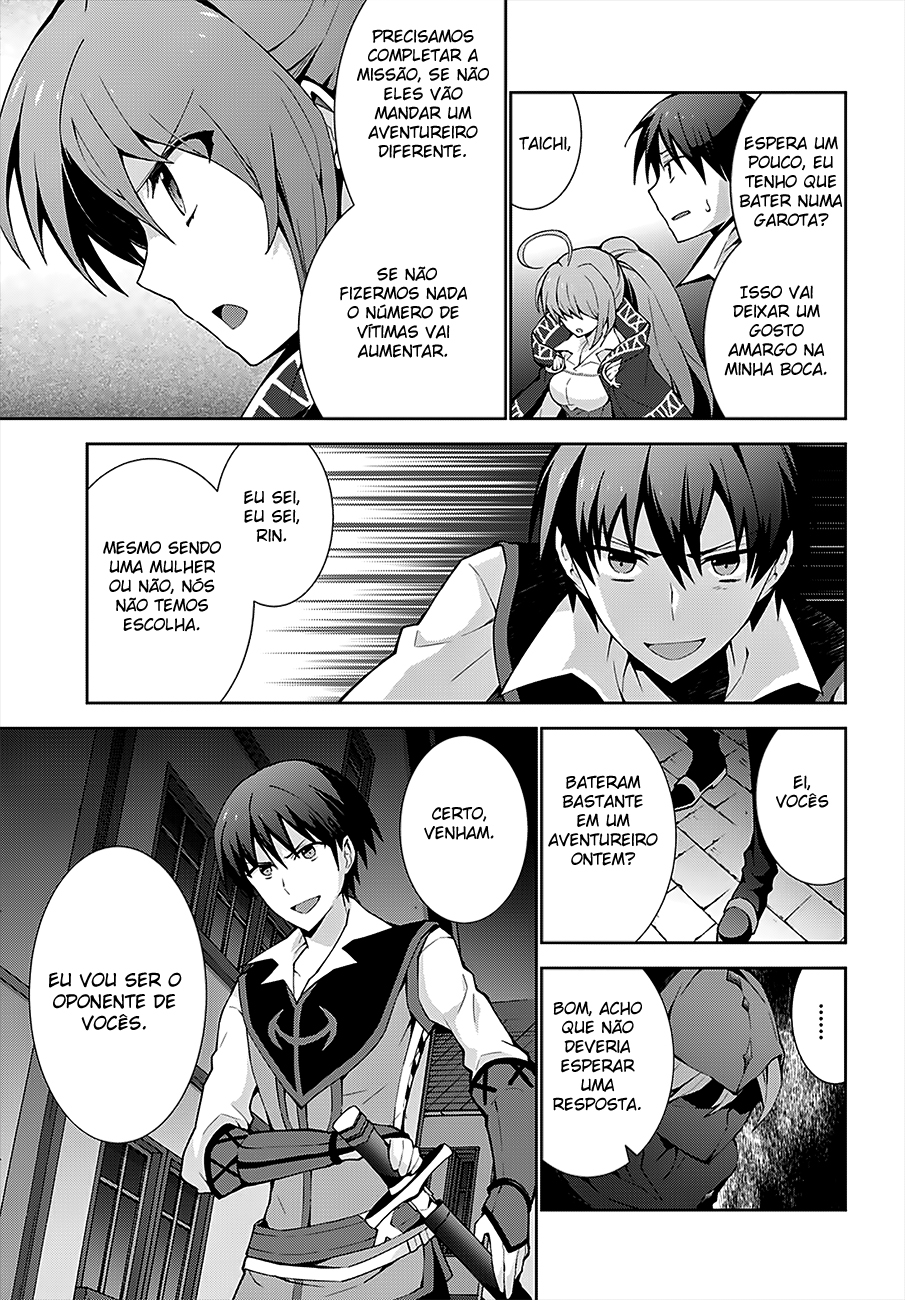 ESPERA UM
POUCO, EU
TENHO QUE
BATER NUMA
GAROTA?
ISSO VAI
DEIXAR UM
GOSTO
AMARGO NA
MINHA BOCA.
TAICHI,
PRECISAMOS
COMPLETAR A
MISSÃO, SE NÃO
ELES VÃO
MANDAR UM
AVENTUREIRO
DIFERENTE.
SE NÃO
FIZERMOS NADA
O NÚMERO DE
VÍTIMAS VAI
AUMENTAR.
EU SEI,
EU SEI,
RIN.
MESMO SENDO
UMA MULHER
OU NÃO, NÓS
NÃO TEMOS
ESCOLHA.
EI,
VOCÊS
BATERAM
BASTANTE
EM UM
AVENTUREIRO
ONTEM?
........
BOM, ACHO
QUE NÃO
DEVERIA
ESPERAR
UMA
RESPOSTA.
CERTO,
VENHAM.
EU VOU SER O
OPONENTE DE
VOCÊS.